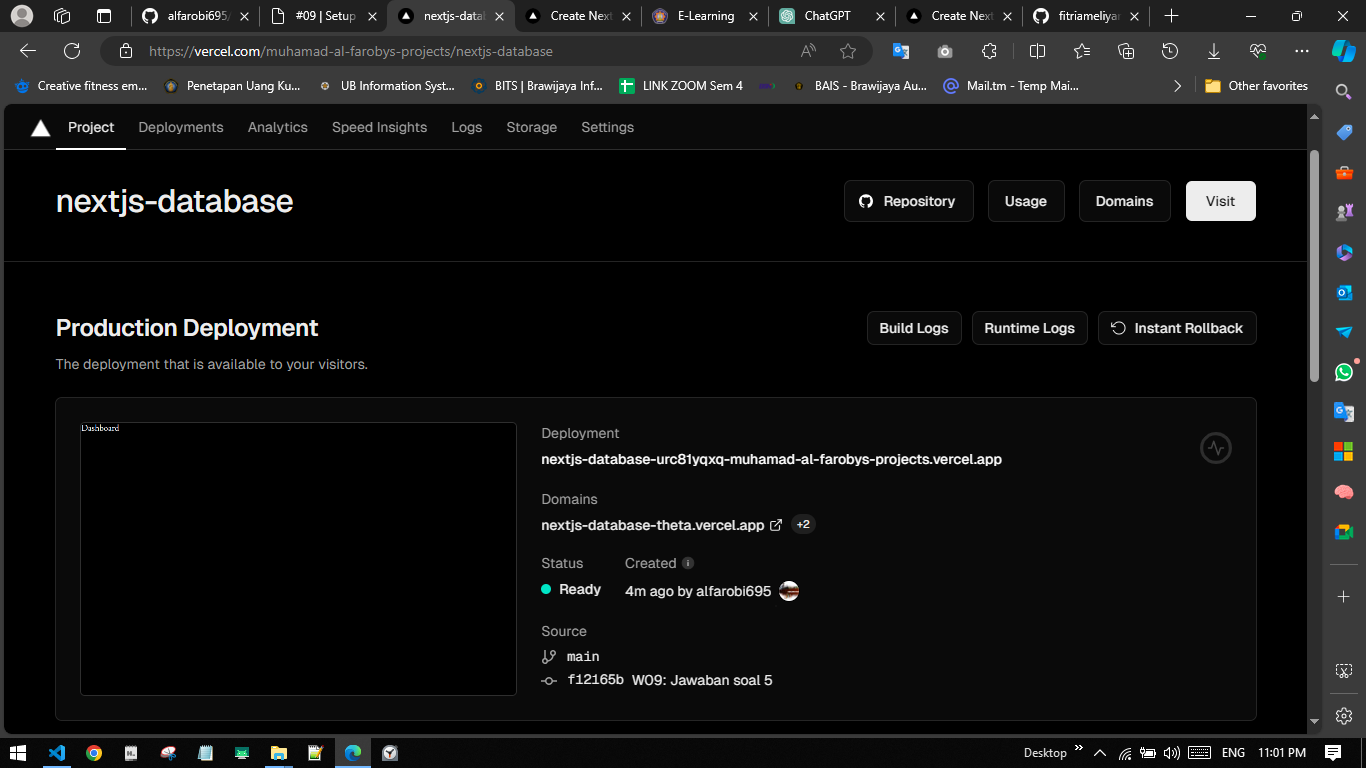 alfarobi695/
#09 | Setup
nextjs-datab
Create Next
E-Learning
ChatGPT
Create Next
fitriameliyan
https://vercel.com/muhamad-al-farobys-projects/nextjs-database
Creative fitness em...
Penetapan Uang Ku...
UB Information Syst...
BITS | Brawijaya Inf...
LINK ZOOM Sem 4
BAIS - Brawijaya Au...
Mail.tm - Temp Mai...
Other favorites
Project Deployments Analytics Speed Insights Logs Storage Settings
nextjs-database
Repository
Usage
Domains
Visit
Production Deployment
Build Logs
Runtime Logs
Instant Rollback
The deployment that is available to your visitors.
Dashboard
Deployment
nextjs-database-urc81yqxq-muhamad-al-farobys-projects.vercel.app
Domains
nextjs-database-theta.vercel.app +2
Status Created
Ready 4m ago by alfarobi695
Source
main
f12165b W09: Jawaban soal 5
Desktop
ENG
11:01 PM